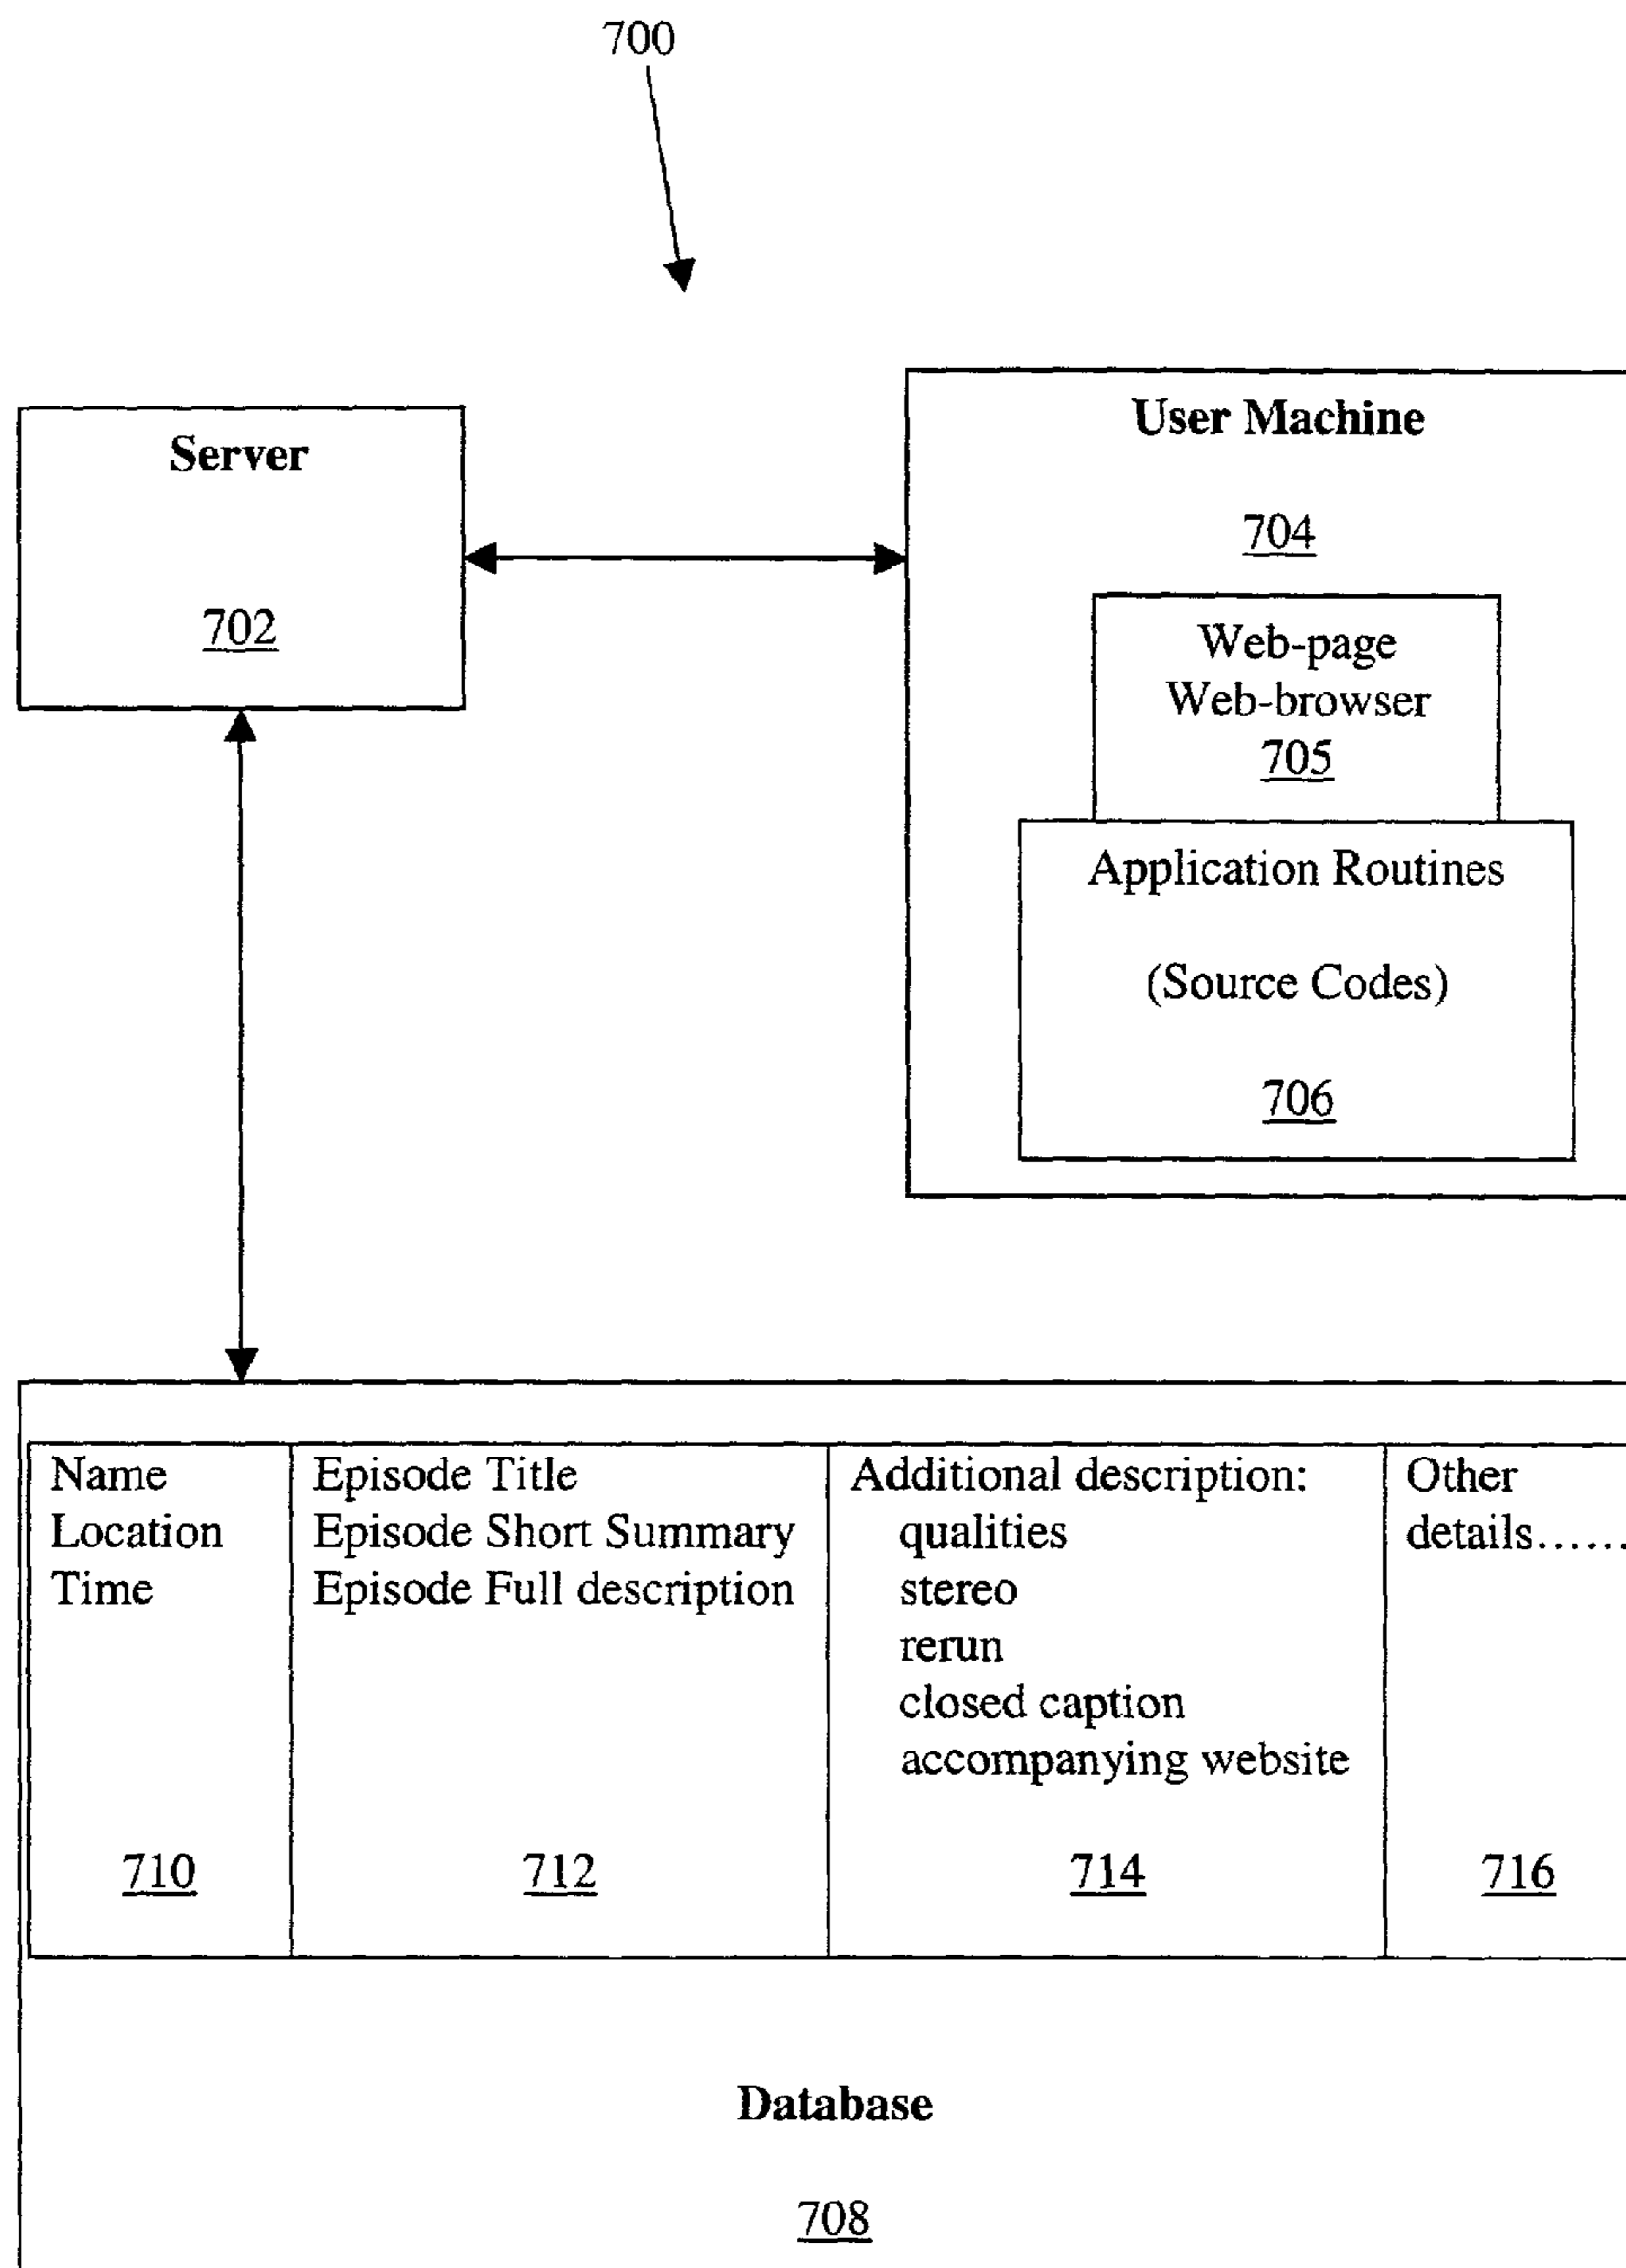 700
Server
702
User Machine
704
Web-page
Web-browser
705
Application Routines
(Source Codes)
706
Name
Location
Time
710
Episode Title
Episode Short Summary
Episode Full description
712
Additional description:
qualities
stereo
rerun
closed caption
accompanying website
714
Other
details......
716
Database
708